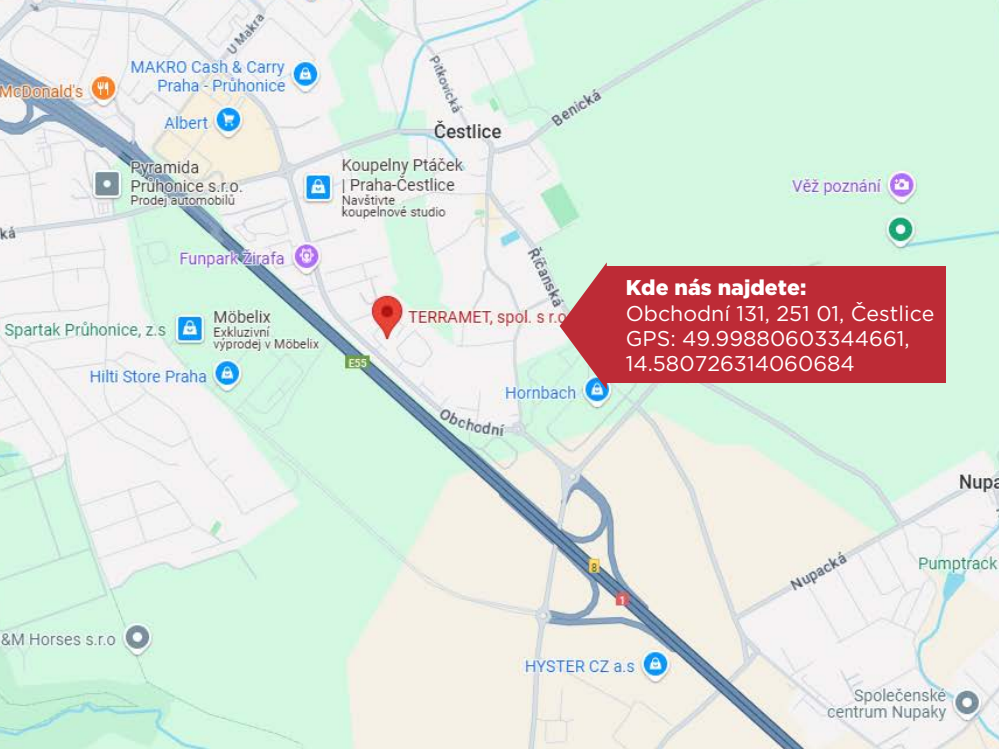 U Makra
MAKRO Cash & Carry
Praha - Průhonice
McDonald's
Albert
Pitkovická
Čestlice
Benická
Pyramida
Průhonice s.r.o.
Prodej automobilů
Koupelny Ptáček
| Praha-Čestlice
Navštivte
koupelnové studio
Věž poznání
ká
Funpark Žirafa
Říčanská
Kde nás najdete:
Obchodní 131, 251 01, Čestlice
GPS: 49.99880603344661,
14.580726314060684
TERRAMET, spol. s r.o
Möbelix
Exkluzivní
výprodej v Möbelix
Spartak Průhonice, z.s
E55
Hilti Store Praha
Hornbach
Obchodní
Nupa
8
1
Nupacká
Pumptrack
&M Horses s.r.o
HYSTER CZ a.s
Společenské
centrum Nupaky